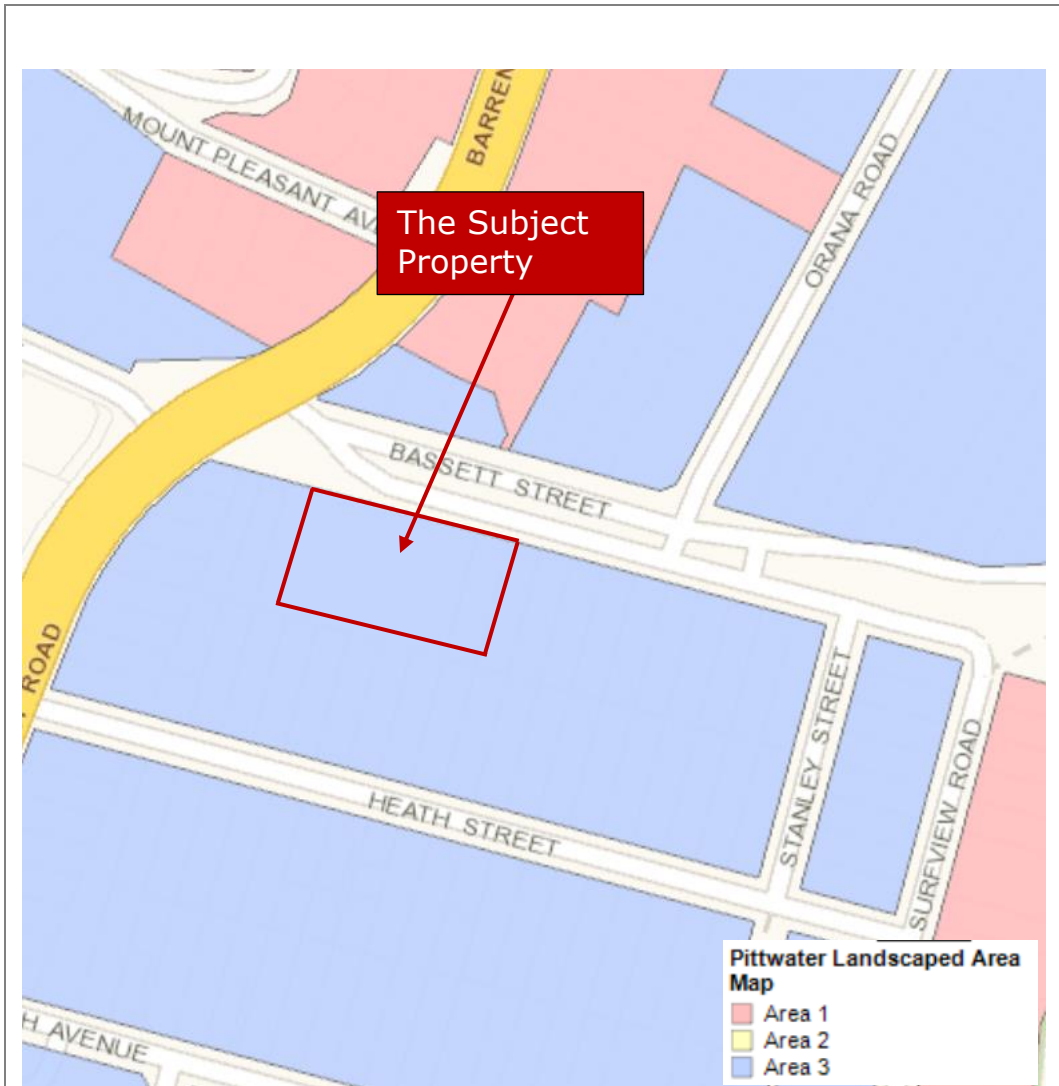 BARREN
MOUNT PLEASANT AV
The Subject
Property
ORANA ROAD
BASSETT STREET
ROAD
HEATH STREET
STANLEY STREET
SURFVIEW ROAD
H AVENUE
Pittwater Landscaped Area
Map
Area 1
Area 2
Area 3